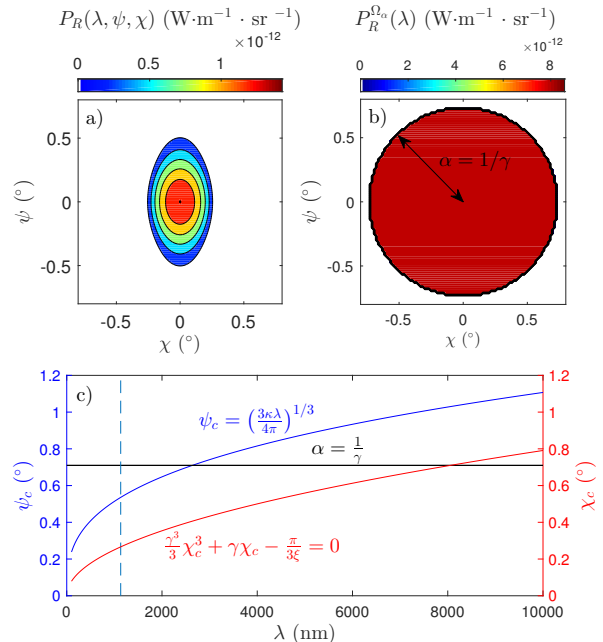 P_R(λ, ψ, χ) (W·m⁻¹ · sr⁻¹)
×10⁻¹²
0 0.5 1
a)
0.5
0
-0.5
ψ (°)
-0.5 0 0.5
χ (°)
P_R^{Ω_α}(λ) (W·m⁻¹ · sr⁻¹)
×10⁻¹²
0 2 4 6 8
b)
α = 1/γ
0.5
0
-0.5
ψ (°)
-0.5 0 0.5
χ (°)
c)
ψ_c = (3κλ/4π)^{1/3}
α = 1/γ
γ³/3 χ_c³ + γχ_c − π/3ξ = 0
1.2 1.2
1 1
0.8 0.8
0.6 0.6
0.4 0.4
0.2 0.2
0 0
ψ_c (°)
χ_c (°)
0 2000 4000 6000 8000 10000
λ (nm)